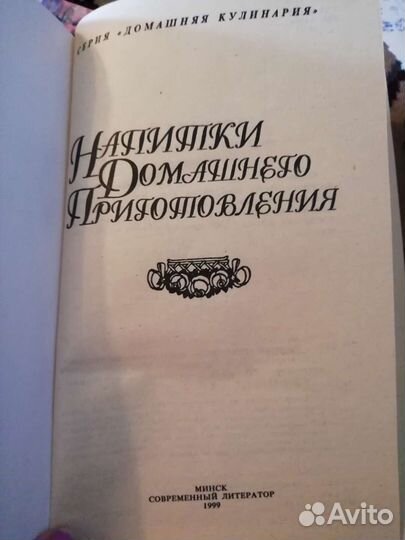 СЕРИЯ «ДОМАШНЯЯ КУЛИНАРИЯ»
НАПИТКИ
ДОМАШНЕГО
ПРИГОТОВЛЕНИЯ
МИНСК
СОВРЕМЕННЫЙ ЛИТЕРАТОР
1999
Avito